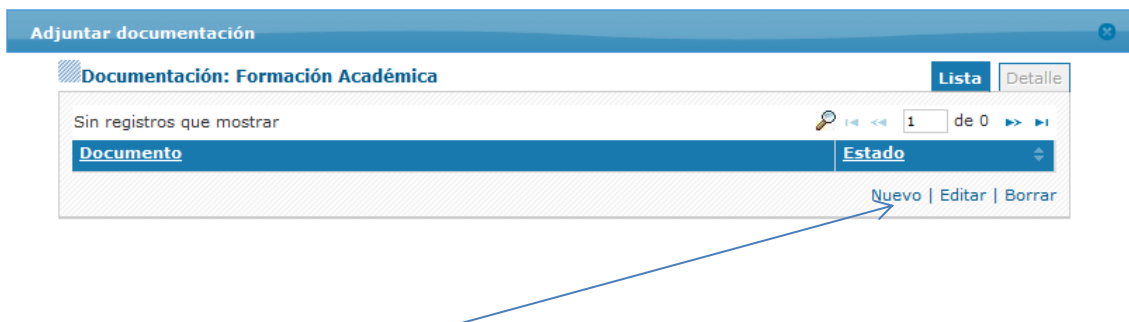 Adjuntar documentación
Documentación: Formación Académica
Lista Detalle
Sin registros que mostrar 1 de 0
Documento Estado
Nuevo | Editar | Borrar